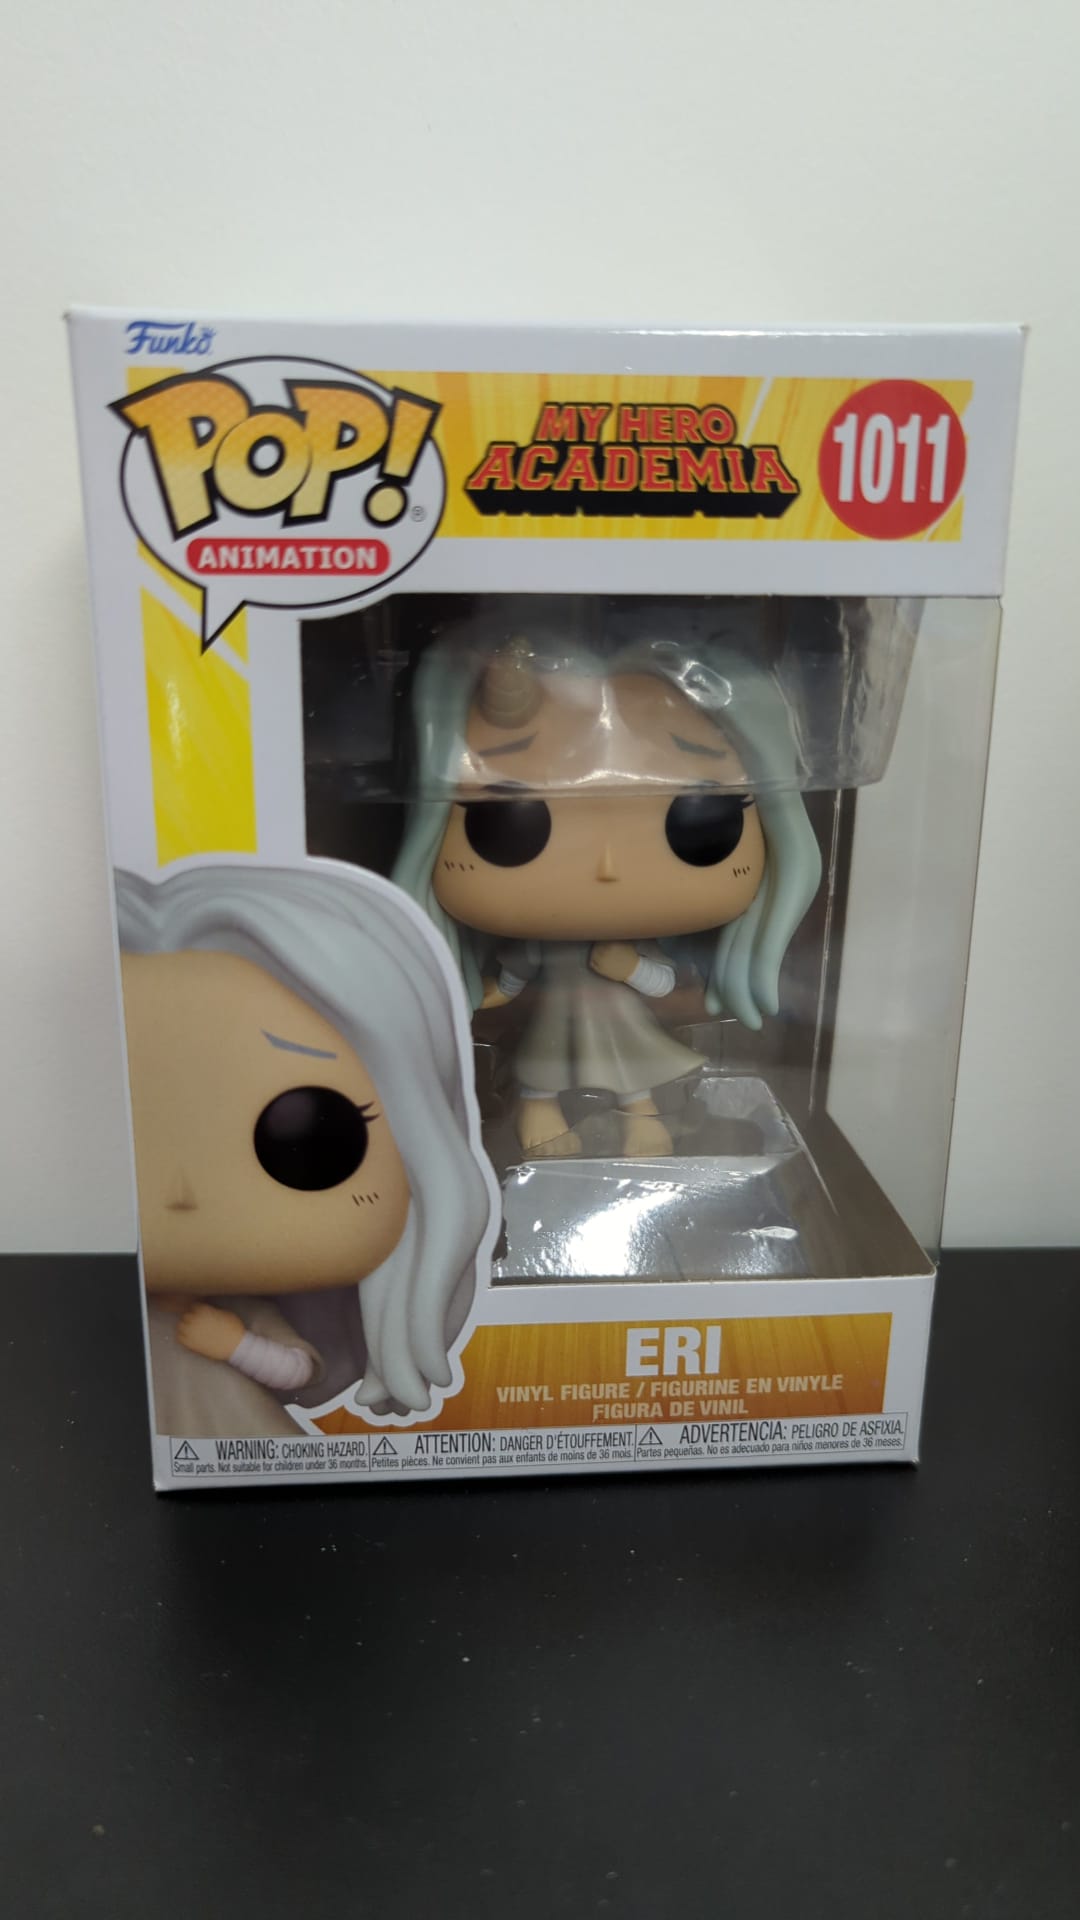 Funko
POP!®
ANIMATION
MY HERO
ACADEMIA
1011
ERI
VINYL FIGURE / FIGURINE EN VINYLE
FIGURA DE VINIL
WARNING: CHOKING HAZARD.
Small parts. Not suitable for children under 36 months.
ATTENTION: DANGER D'ÉTOUFFEMENT.
Petites pièces. Ne convient pas aux enfants de moins de 36 mois.
ADVERTENCIA: PELIGRO DE ASFIXIA.
Partes pequeñas. No es adecuado para niños menores de 36 meses.